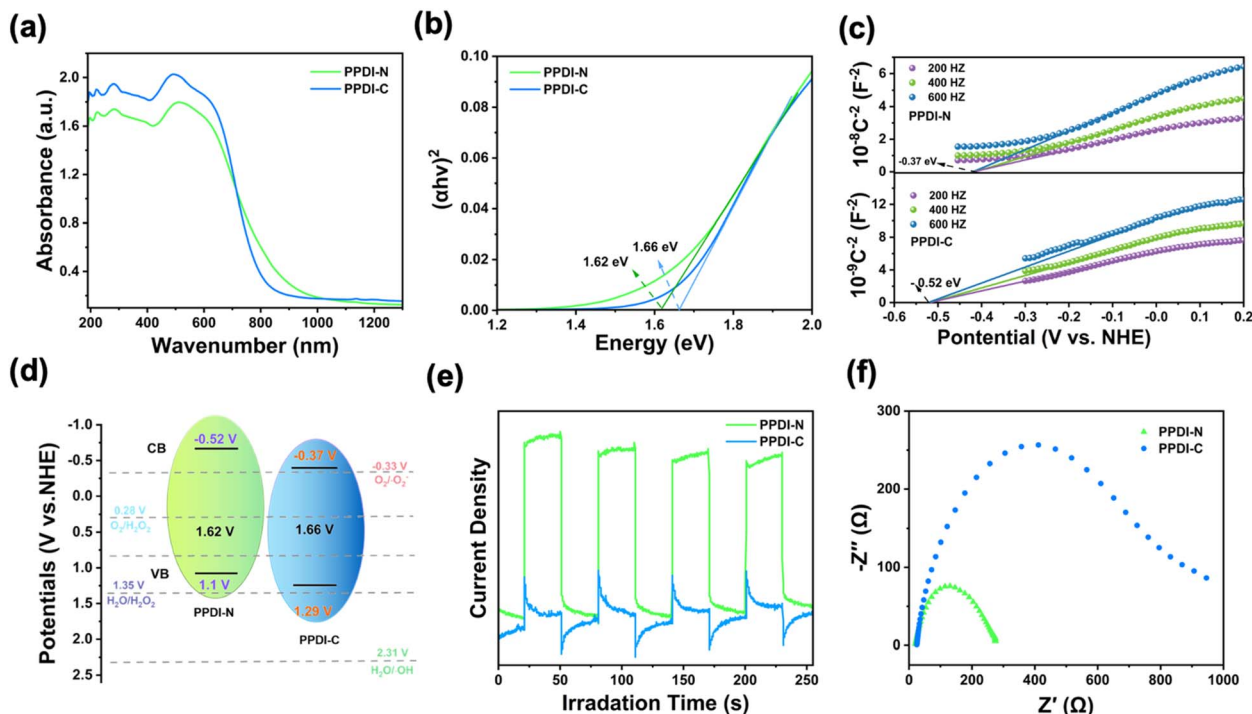 (a)
PPDI-N
PPDI-C
2.0
1.6
1.2
0.8
0.4
Absorbance (a.u.)
200 400 600 800 1000 1200
Wavenumber (nm)
(b)
PPDI-N
PPDI-C
0.10
0.08
0.06
0.04
0.02
0.00
(αhv)²
1.66 eV
1.62 eV
1.2 1.4 1.6 1.8 2.0
Energy (eV)
(c)
200 HZ
400 HZ
600 HZ
PPDI-N
6
4
2
0
10⁻⁸C⁻² (F⁻²)
-0.37 eV
200 HZ
400 HZ
600 HZ
PPDI-C
12
8
4
0
10⁻⁹C⁻² (F⁻²)
- 0.52 eV
-0.6 -0.5 -0.4 -0.3 -0.2 -0.1 -0.0 0.1 0.2
Pontential (V vs. NHE)
(d)
Potentials (V vs.NHE)
-1.0
-0.5
0.0
0.5
1.0
1.5
2.0
2.5
CB
-0.52 V
-0.37 V
-0.33 V
O₂/·O₂⁻
0.28 V
O₂/H₂O₂
1.62 V
1.66 V
VB
1.1 V
1.35 V
H₂O/H₂O₂
1.29 V
PPDI-N
PPDI-C
2.31 V
H₂O/·OH
(e)
PPDI-N
PPDI-C
Current Density
0 50 100 150 200 250
Irradation Time (s)
(f)
PPDI-N
PPDI-C
300
200
100
0
-Z″ (Ω)
0 200 400 600 800 1000
Z′ (Ω)